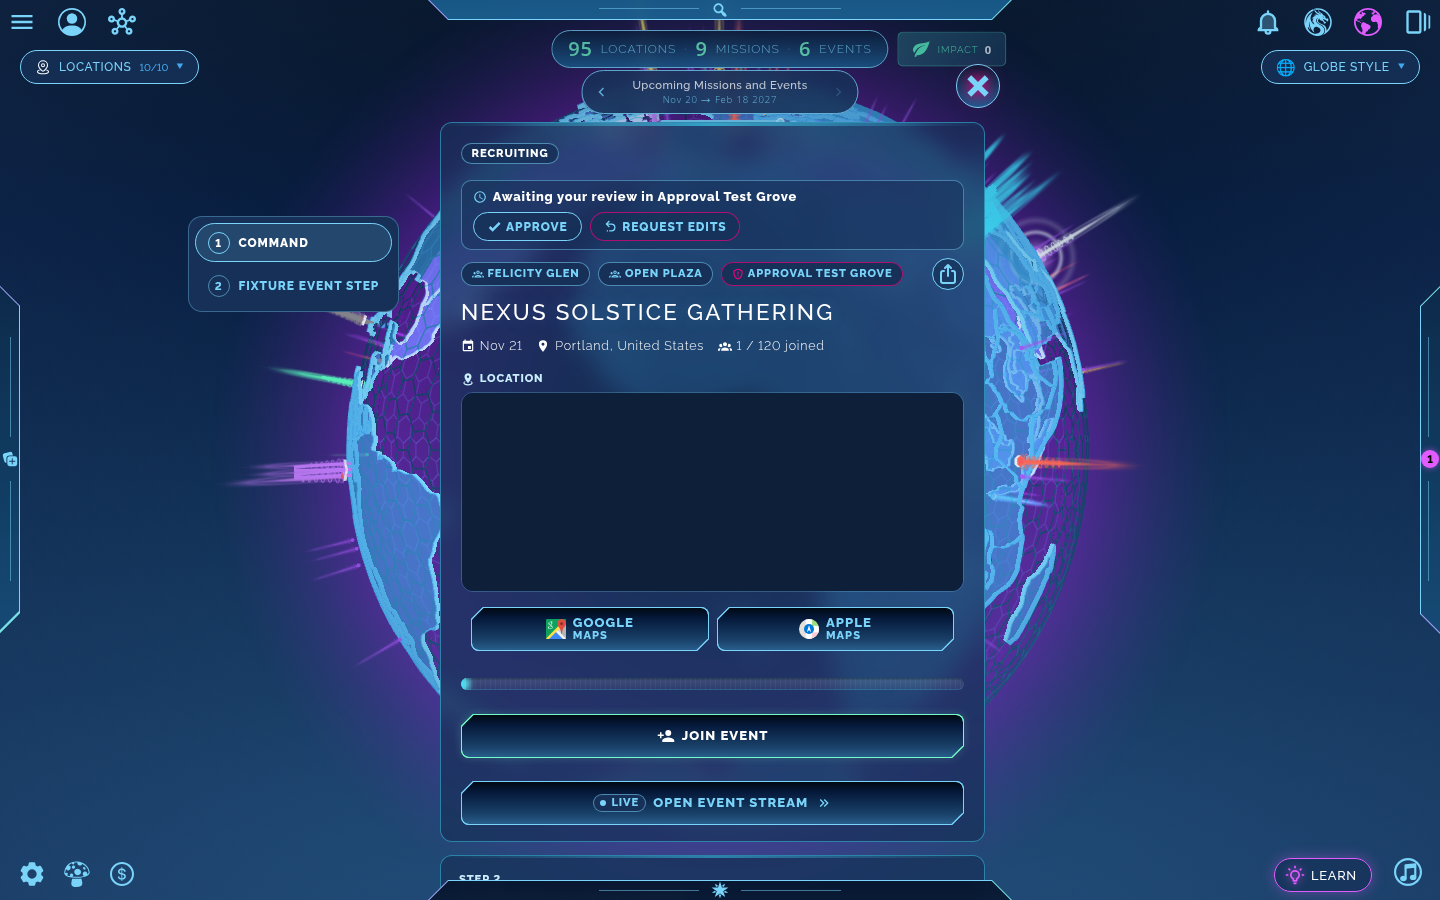 95 LOCATIONS · 9 MISSIONS · 6 EVENTS
IMPACT 0
LOCATIONS 10/10
GLOBE STYLE
Upcoming Missions and Events
Nov 20 → Feb 18 2027
RECRUITING
Awaiting your review in Approval Test Grove
APPROVE
REQUEST EDITS
1 COMMAND
2 FIXTURE EVENT STEP
FELICITY GLEN
OPEN PLAZA
APPROVAL TEST GROVE
NEXUS SOLSTICE GATHERING
Nov 21
Portland, United States
1 / 120 joined
LOCATION
1
GOOGLE
MAPS
APPLE
MAPS
JOIN EVENT
LIVE
OPEN EVENT STREAM
LEARN